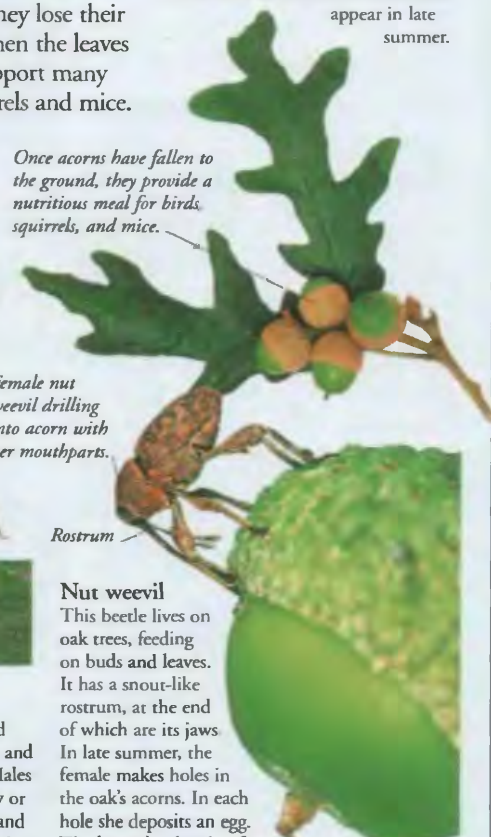 hey lose their
hen the leaves
pport many
rels and mice.
appear in late
summer.
Once acorns have fallen to
the ground, they provide a
nutritious meal for birds,
squirrels, and mice.
emale nut
weevil drilling
nto acorn with
er mouthparts.
Rostrum
Nut weevil
This beetle lives on
oak trees, feeding
on buds and leaves.
It has a snout-like
rostrum, at the end
of which are its jaws.
In late summer, the
female makes holes in
the oak's acorns. In each
hole she deposits an egg.
d
and
Males
y or
and